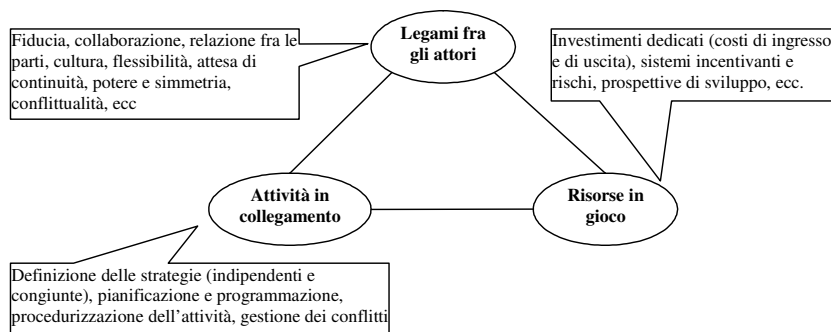 Fiducia, collaborazione, relazione fra le
parti, cultura, flessibilità, attesa di
continuità, potere e simmetria,
conflittualità, ecc
Legami fra
gli attori
Investimenti dedicati (costi di ingresso
e di uscita), sistemi incentivanti e
rischi, prospettive di sviluppo, ecc.
Attività in
collegamento
Risorse in
gioco
Definizione delle strategie (indipendenti e
congiunte), pianificazione e programmazione,
procedurizzazione dell'attività, gestione dei conflitti